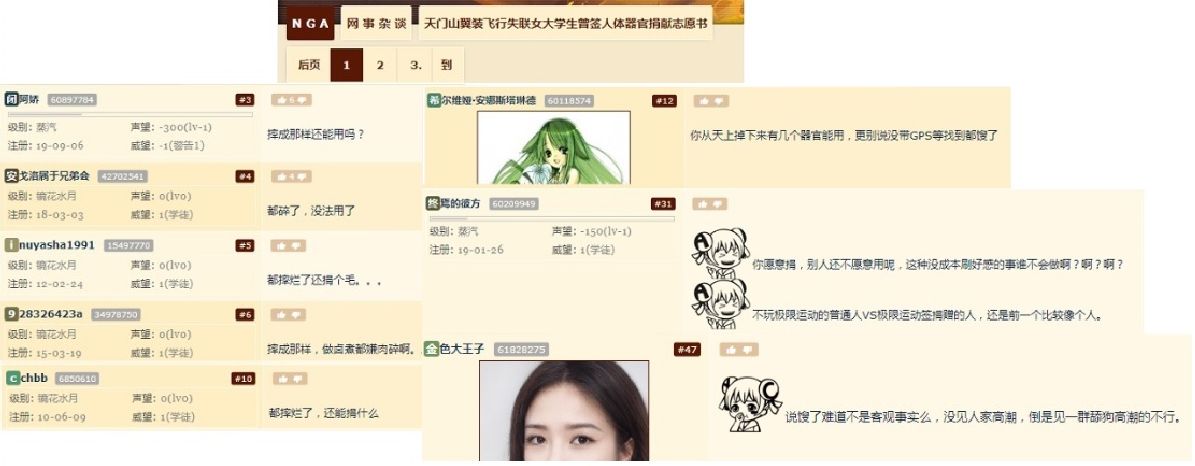 NGA 网事杂谈 天门山翼装飞行失联女大学生曾签人体器官捐献志愿书
后页 1 2 3. 到
阿娇 60897784 #3 6
级别: 蒸汽 声望: -300(lv-1)
注册: 19-09-06 威望: -1(警告1)
摔成那样还能用吗？
安戈洛属于兄弟会 42702541 #4 4
级别: 镜花水月 声望: 0(lv0)
注册: 18-03-03 威望: 1(学徒)
都碎了，没法用了
inuyasha1991 15497770 #5
级别: 镜花水月 声望: 0(lv0)
注册: 12-02-24 威望: 1(学徒)
都摔烂了还捐个毛。。。
928326423a 34978750 #6
级别: 镜花水月 声望: 0(lv0)
注册: 15-03-19 威望: 1(学徒)
摔成那样，做卤煮都嫌肉碎啊。
cchbb 6850610 #10
级别: 镜花水月 声望: 0(lv0)
注册: 10-06-09 威望: 1(学徒)
都摔烂了，还能捐什么
希尔维娅·安娜斯塔琳德 60118574 #12
你从天上掉下来有几个器官能用，更别说没带GPS等找到都馊了
终焉的彼方 60209949 #31
级别: 蒸汽 声望: -150(lv-1)
注册: 19-01-26 威望: 1(学徒)
你愿意捐，别人还不愿意用呢，这种没成本刷好感的事谁不会做啊？啊？啊？
不玩极限运动的普通人VS极限运动签捐赠的人，还是前一个比较像个人。
金色大王子 61828275 #47
说馊了难道不是客观事实么，没见人家高潮，倒是见一群舔狗高潮的不行。